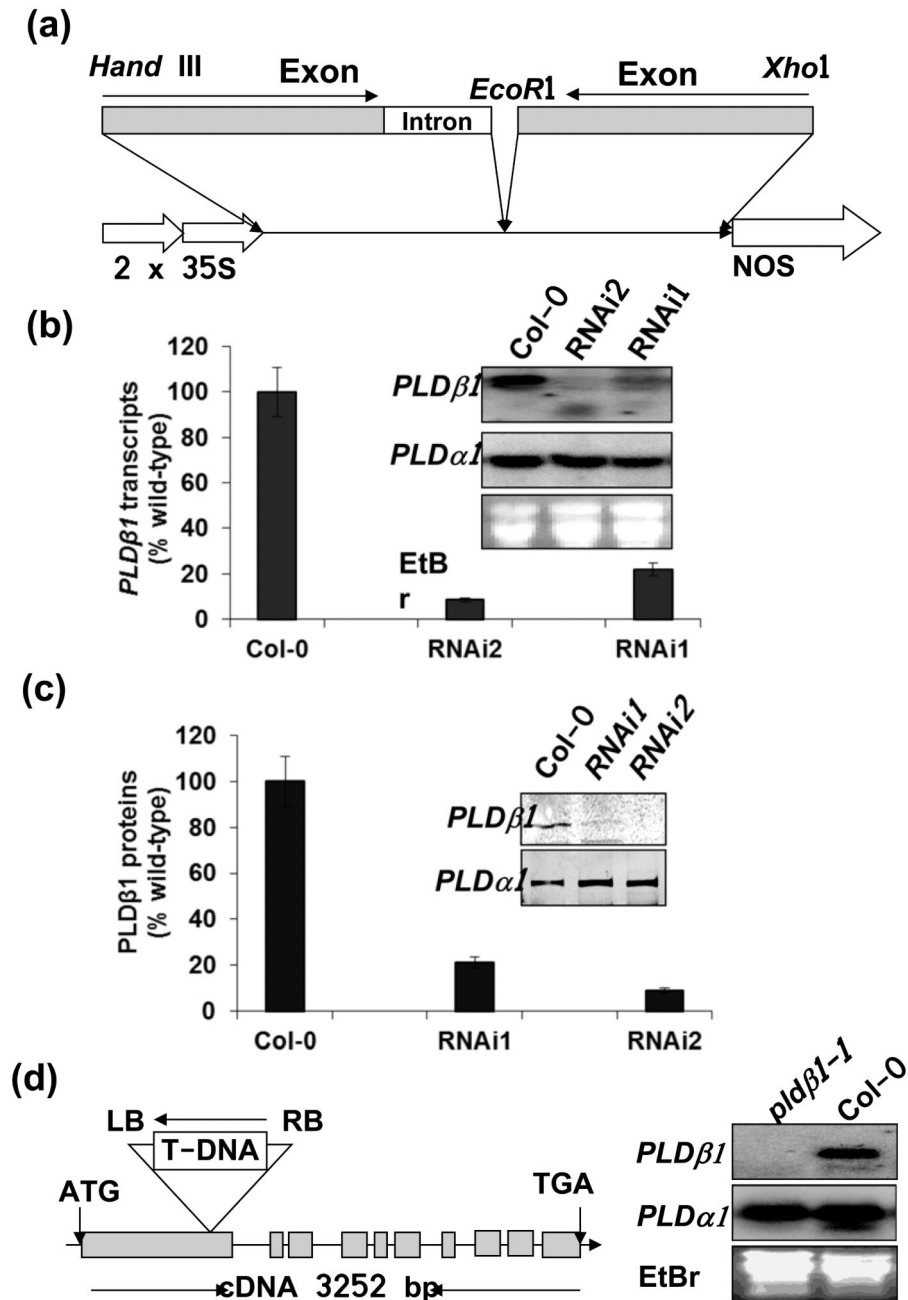 (a)
Hand III
Exon
EcoR1
Exon
Xho1
Intron
2 x 35S
NOS
(b)
PLDβ1 transcripts
(% wild-type)
120
100
80
60
40
20
0
Col-0
RNAi2
RNAi1
Col-0
RNAi2
RNAi1
PLDβ1
PLDα1
EtB
r
(c)
PLDβ1 proteins
(% wild-type)
120
100
80
60
40
20
0
Col-0
RNAi1
RNAi2
Col-0
RNAi1
RNAi2
PLDβ1
PLDα1
(d)
LB
RB
T-DNA
ATG
TGA
cDNA 3252 bp
pldβ1-1
Col-0
PLDβ1
PLDα1
EtBr